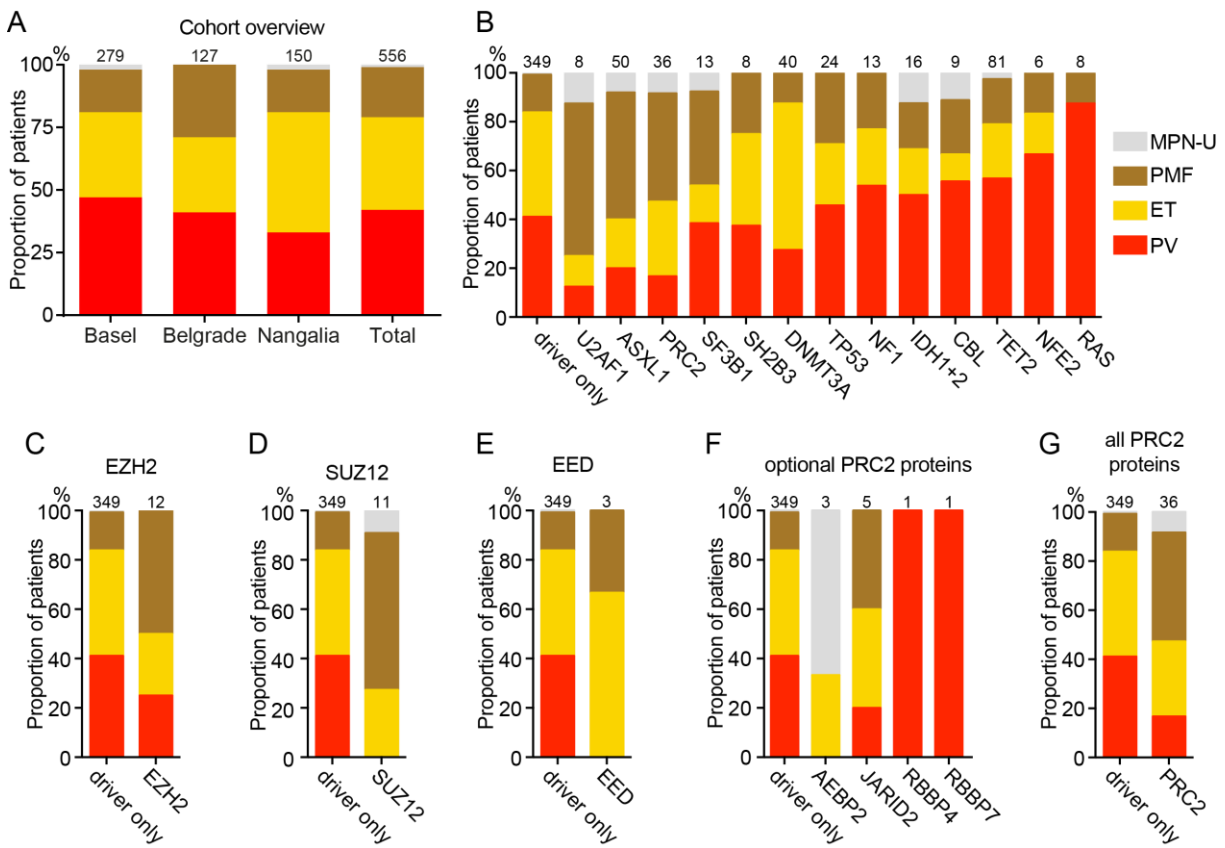 A
Cohort overview
%
279 127 150 556
100
75
50
25
0
Proportion of patients
Basel Belgrade Nangalia Total
B
%
349 8 50 36 13 8 40 24 13 16 9 81 6 8
100
80
60
40
20
0
Proportion of patients
driver only
U2AF1
ASXL1
PRC2
SF3B1
SH2B3
DNMT3A
TP53
NF1
IDH1+2
CBL
TET2
NFE2
RAS
MPN-U
PMF
ET
PV
C
EZH2
%
349 12
100
80
60
40
20
0
Proportion of patients
driver only
EZH2
D
SUZ12
%
349 11
100
80
60
40
20
0
Proportion of patients
driver only
SUZ12
E
EED
%
349 3
100
80
60
40
20
0
Proportion of patients
driver only
EED
F
optional PRC2 proteins
%
349 3 5 1 1
100
80
60
40
20
0
Proportion of patients
driver only
AEBP2
JARID2
RBBP4
RBBP7
G
all PRC2
proteins
%
349 36
100
80
60
40
20
0
Proportion of patients
driver only
PRC2